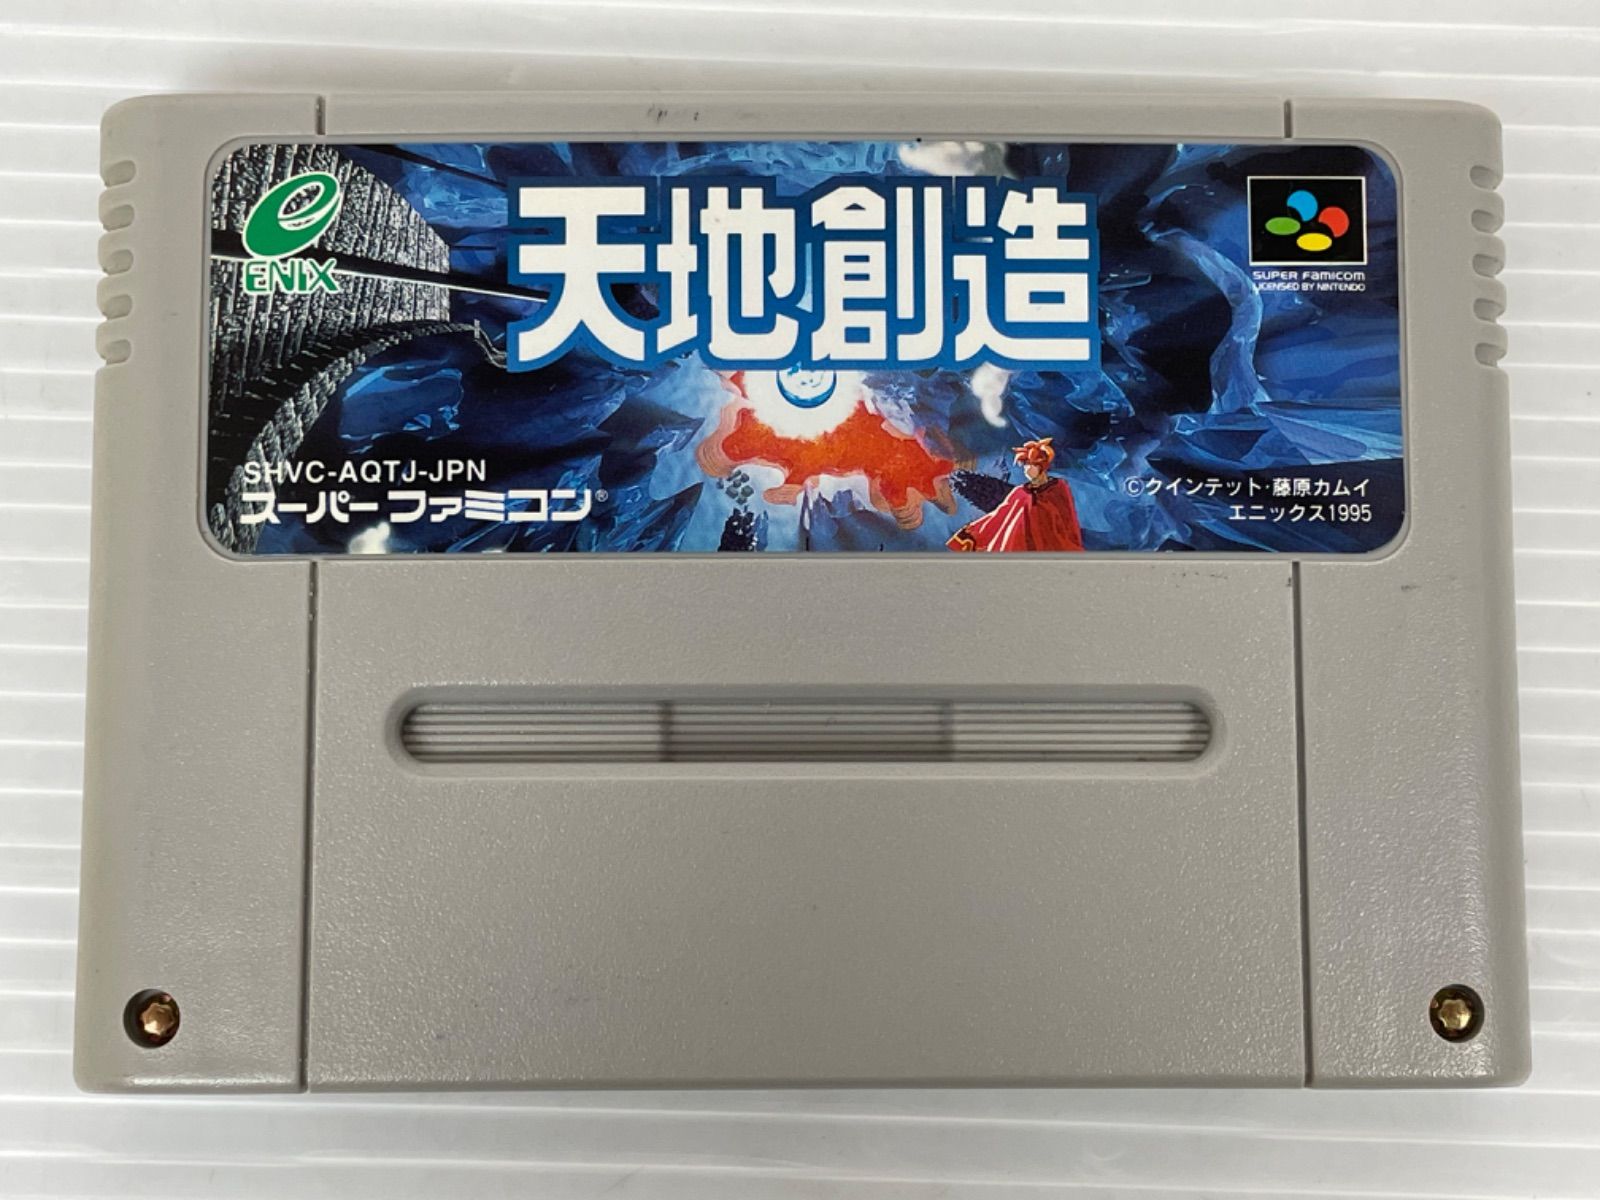 ENIX
天地創造
SUPER FAMICOM
LICENSED BY NINTENDO
SHVC-AQTJ-JPN
スーパーファミコン®
©クインテット・藤原カムイ
エニックス1995